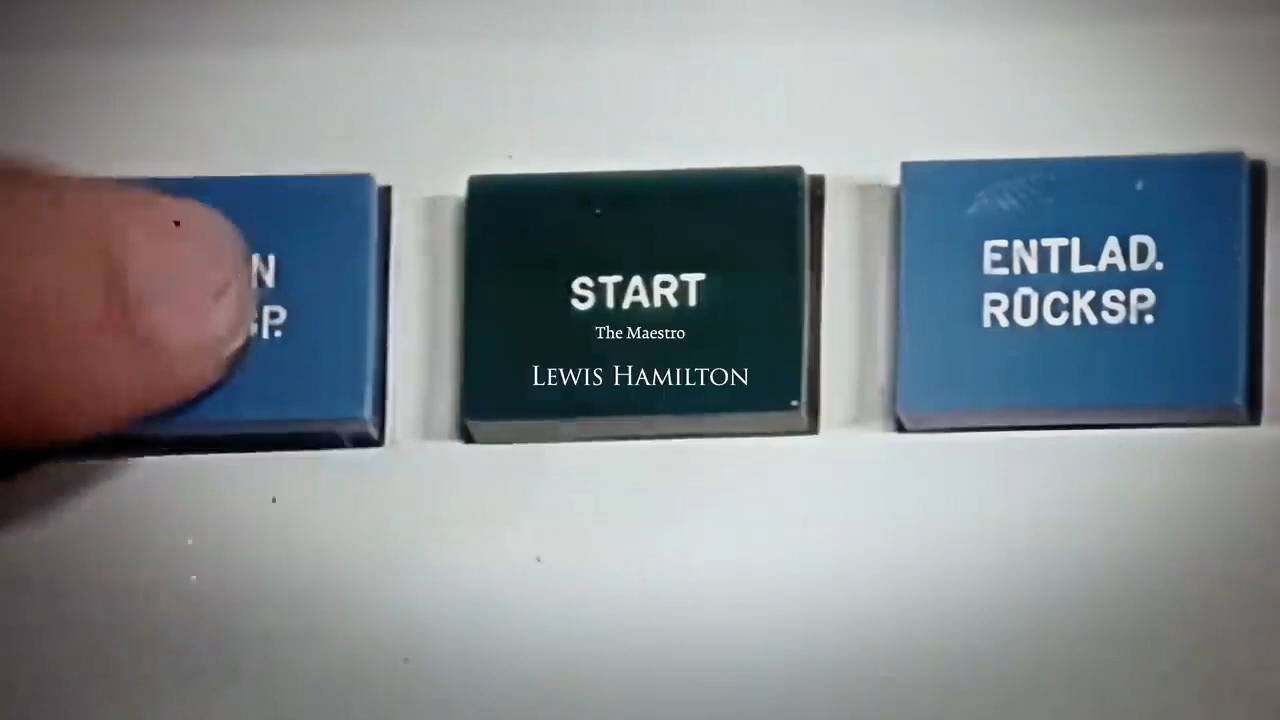 START
The Maestro
LEWIS HAMILTON
ENTLAD.
RÜCKSP.